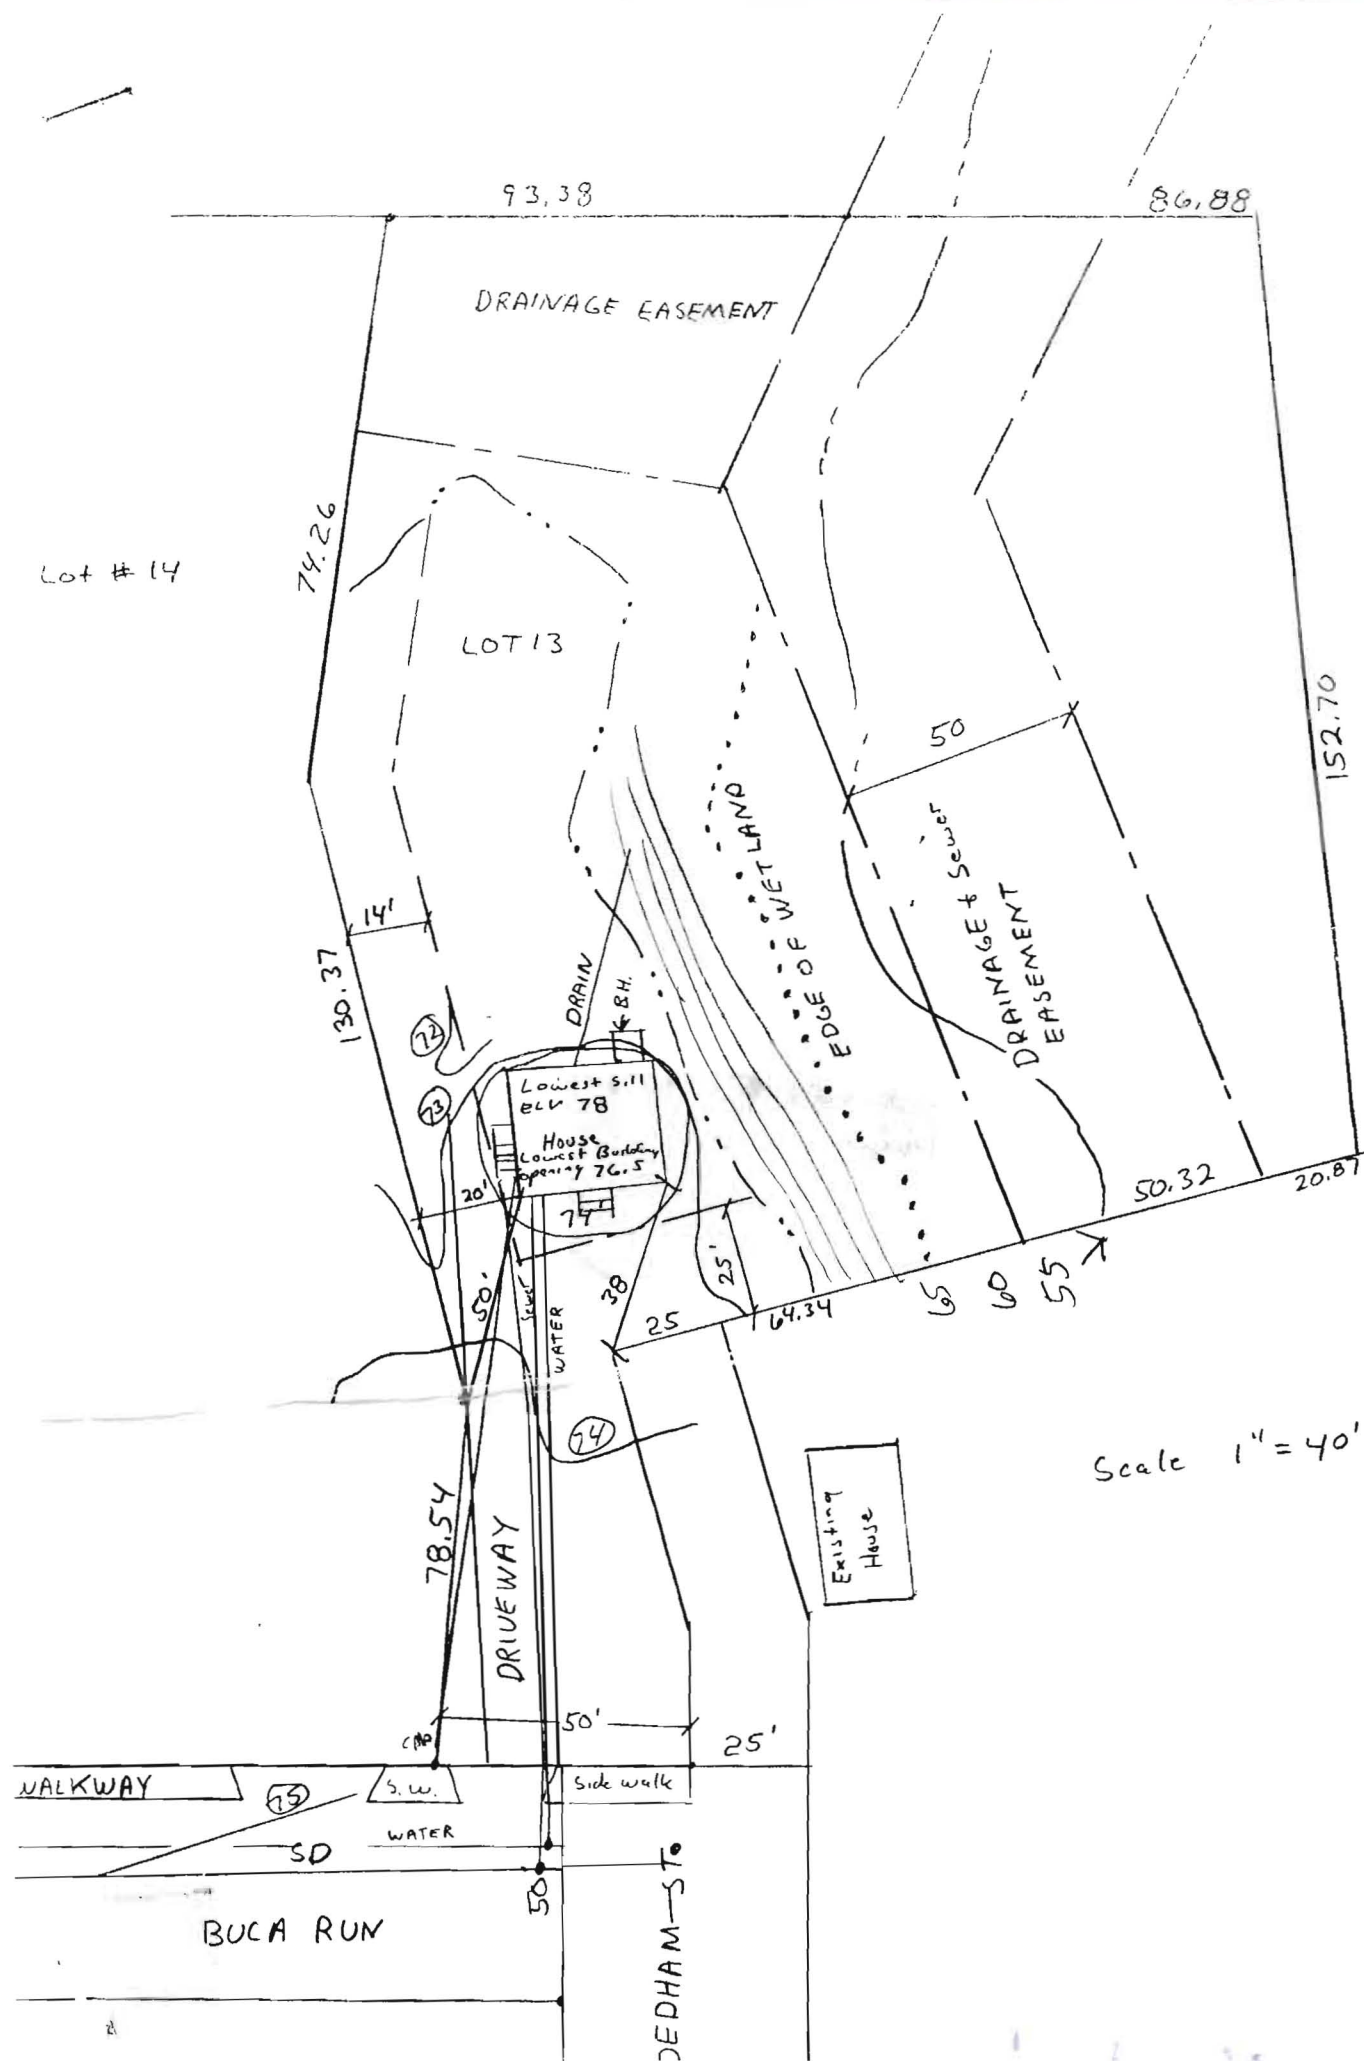 93.38
86.88
DRAINAGE EASEMENT
74.26
Lot # 14
LOT 13
50
152.70
EDGE OF WETLAND
DRAINAGE & Sewer
EASEMENT
14'
130.37
DRAIN
B.H.
72
73
Lowest Sill
ELV 78
House
Lowest Building
opening 76.5
20'
50.32
20.87
25'
50'
Sewer
WATER
38
25
64.34
65
60
55
74
Scale 1" = 40'
Existing
House
78.54
DRIVEWAY
50'
25'
WALKWAY
75
S.W.
Side walk
WATER
SD
50
BUCA RUN
DEDHAM ST.